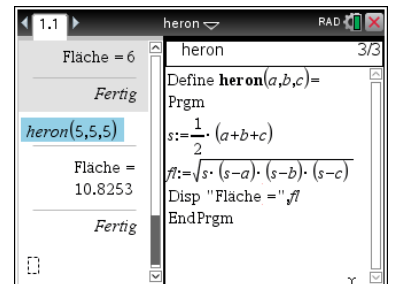 1.1
heron
RAD
Fläche = 6
Fertig
heron(5,5,5)
Fläche =
10.8253
Fertig
heron
3/3
Define heron(a,b,c)=
Prgm
s:=1/2·(a+b+c)
fl:=√(s·(s-a)·(s-b)·(s-c))
Disp "Fläche =",fl
EndPrgm